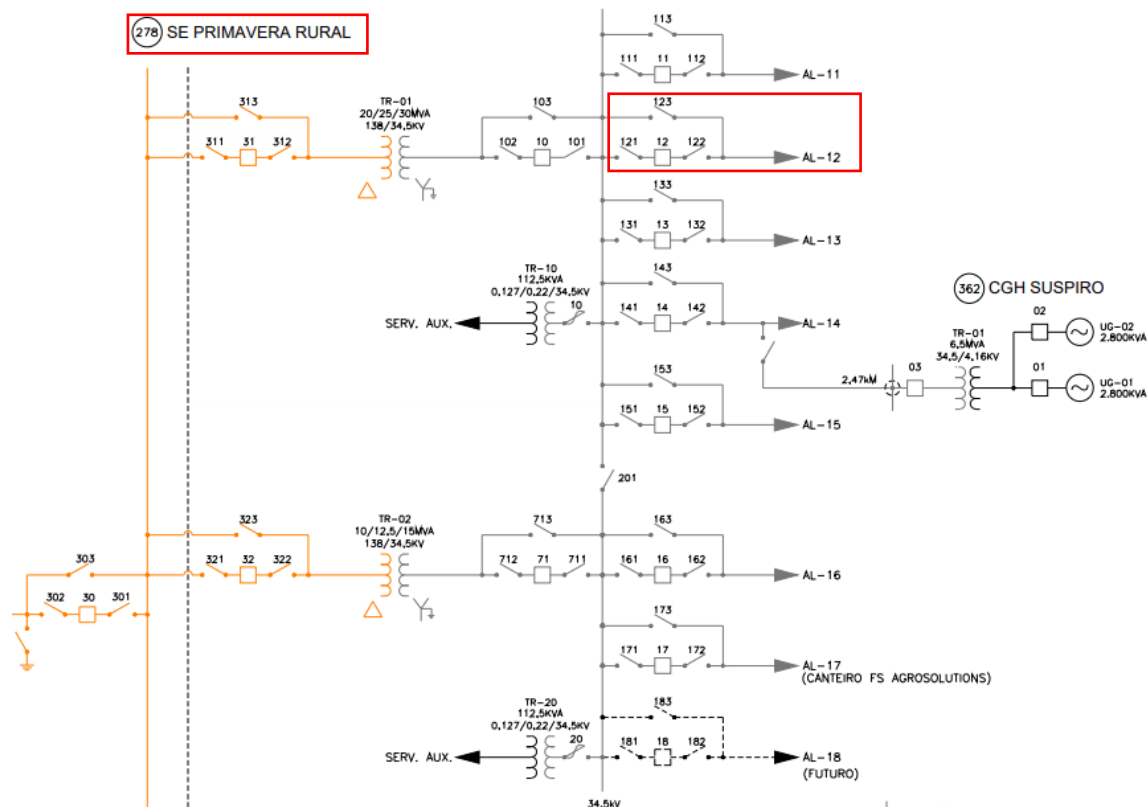 278 SE PRIMAVERA RURAL
113
111 11 112
AL-11
313
TR-01
20/25/30MVA
138/34,5KV
103
123
311 31 312
102 10 101
121 12 122
AL-12
133
131 13 132
AL-13
TR-10
112,5KVA
0,127/0,22/34,5KV
10
SERV. AUX.
143
141 14 142
AL-14
362 CGH SUSPIRO
TR-01
6,5MVA
34,5/4,16KV
02
UG-02
2.800KVA
2,47kM
03
01
UG-01
2.800KVA
153
151 15 152
AL-15
201
323
TR-02
10/12,5/15MVA
138/34,5KV
713
163
303
321 32 322
712 71 711
161 16 162
AL-16
302 30 301
173
171 17 172
AL-17
(CANTEIRO FS AGROSOLUTIONS)
TR-20
112,5KVA
0,127/0,22/34,5KV
20
SERV. AUX.
183
181 18 182
AL-18
(FUTURO)
34,5kV